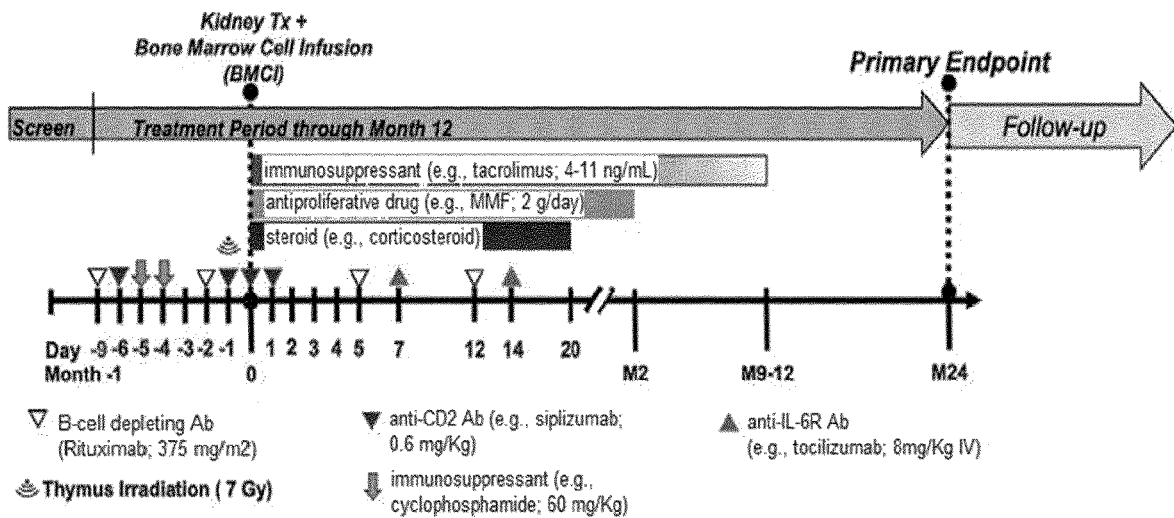 Kidney Tx +
Bone Marrow Cell Infusion
(BMCI)
Primary Endpoint
Screen
Treatment Period through Month 12
Follow-up
immunosuppressant (e.g., tacrolimus; 4-11 ng/mL)
antiproliferative drug (e.g., MMF; 2 g/day)
steroid (e.g., corticosteroid)
Day -9 -6 -5 -4 -3 -2 -1 1 2 3 4 5 7 12 14 20
Month -1 0 M2 M9-12 M24
B-cell depleting Ab
(Rituximab; 375 mg/m2)
Thymus Irradiation ( 7 Gy)
anti-CD2 Ab (e.g., siplizumab;
0.6 mg/Kg)
immunosuppressant (e.g.,
cyclophosphamide; 60 mg/Kg)
anti-IL-6R Ab
(e.g., tocilizumab; 8mg/Kg IV)